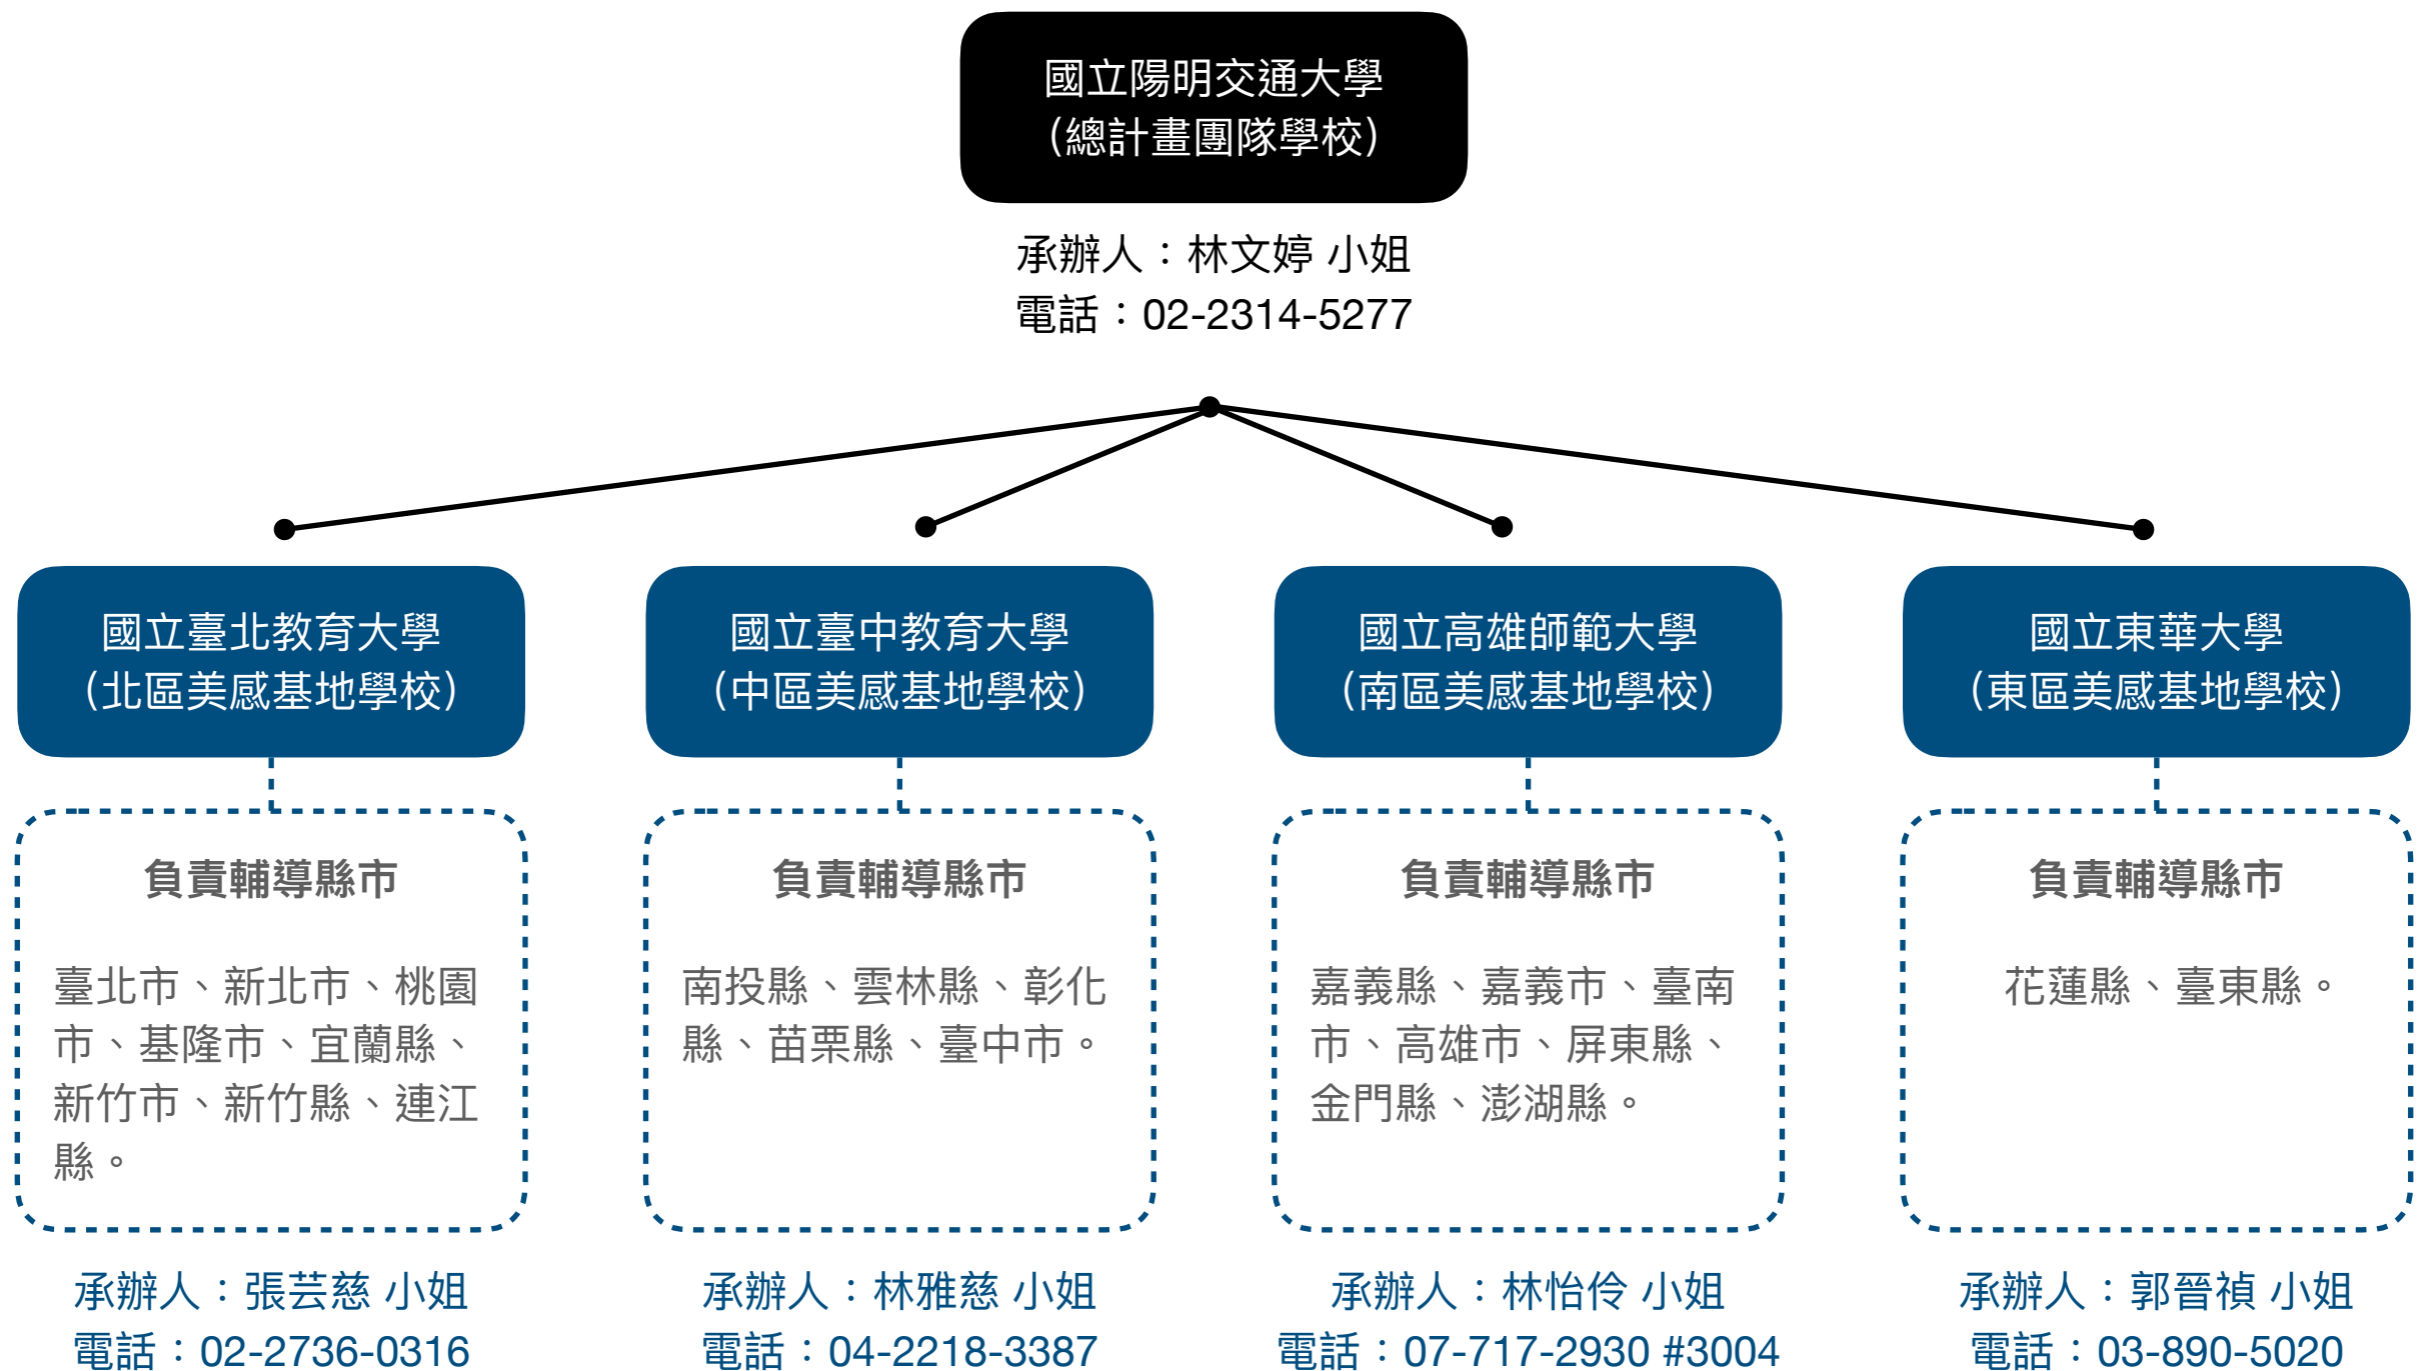 國立陽明交通大學
(總計畫團隊學校)
承辦人：林文婷 小姐
電話：02-2314-5277
國立臺北教育大學
(北區美感基地學校)
負責輔導縣市
臺北市、新北市、桃園
市、基隆市、宜蘭縣、
新竹市、新竹縣、連江
縣。
承辦人：張芸慈 小姐
電話：02-2736-0316
國立臺中教育大學
(中區美感基地學校)
負責輔導縣市
南投縣、雲林縣、彰化
縣、苗栗縣、臺中市。
承辦人：林雅慈 小姐
電話：04-2218-3387
國立高雄師範大學
(南區美感基地學校)
負責輔導縣市
嘉義縣、嘉義市、臺南
市、高雄市、屏東縣、
金門縣、澎湖縣。
承辦人：林怡伶 小姐
電話：07-717-2930 #3004
國立東華大學
(東區美感基地學校)
負責輔導縣市
花蓮縣、臺東縣。
承辦人：郭晉禎 小姐
電話：03-890-5020